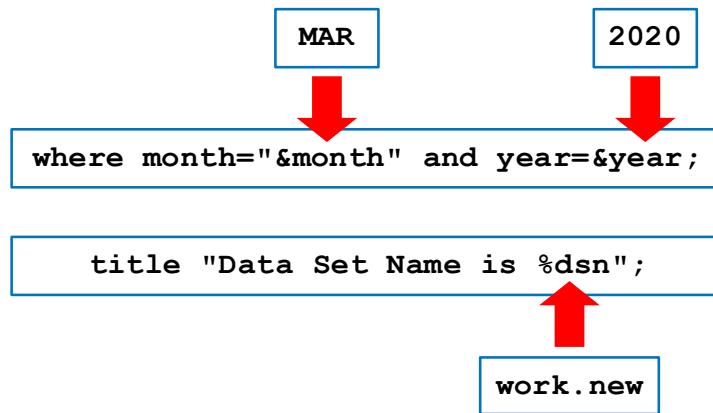 MAR
2020
where month="&month" and year=&year;
title "Data Set Name is %dsn";
work.new